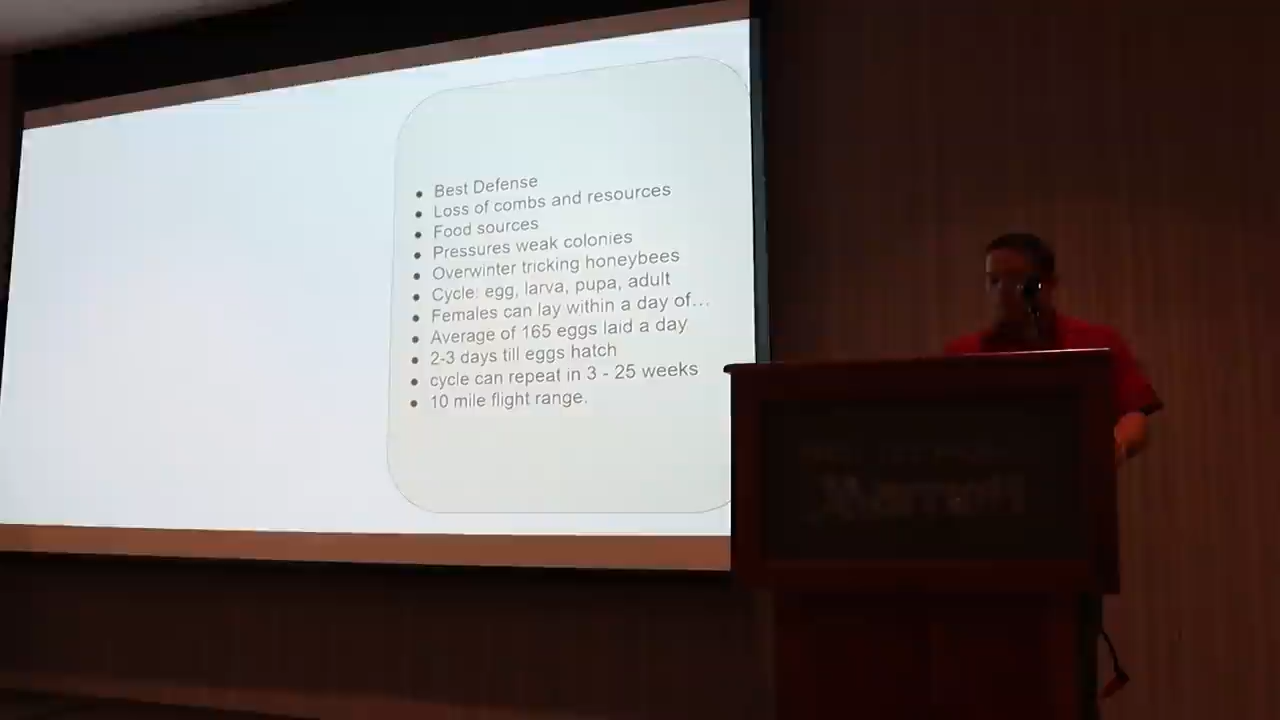 Best Defense
Loss of combs and resources
Food sources
Pressures weak colonies
Overwinter tricking honeybees
Cycle: egg, larva, pupa, adult
Females can lay within a day of...
Average of 165 eggs laid a day
2-3 days till eggs hatch
cycle can repeat in 3 - 25 weeks
10 mile flight range.
Marriott